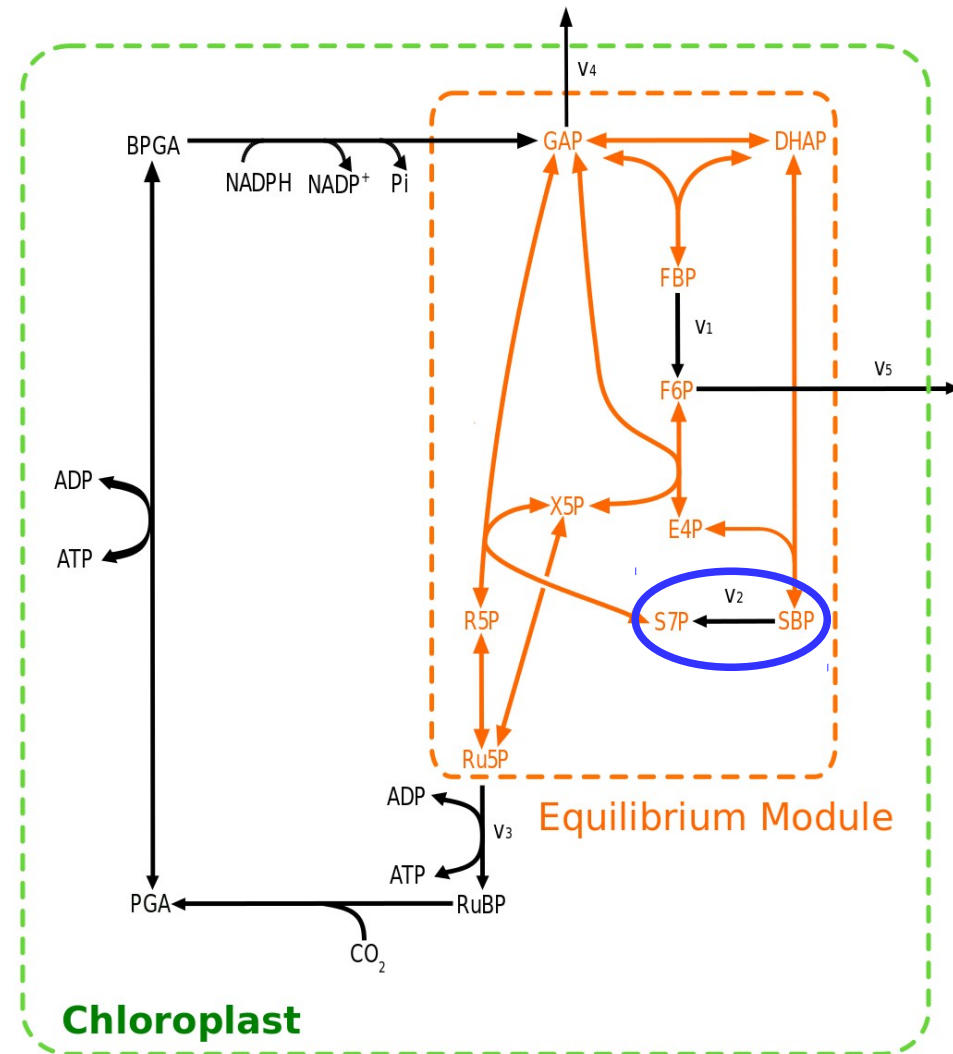 V4
BPGA
GAP
DHAP
NADPH
NADP+
Pi
FBP
V1
F6P
V5
ADP
ATP
X5P
E4P
V2
R5P
S7P
SBP
Ru5P
ADP
V3
ATP
Equilibrium Module
PGA
RuBP
CO2
Chloroplast